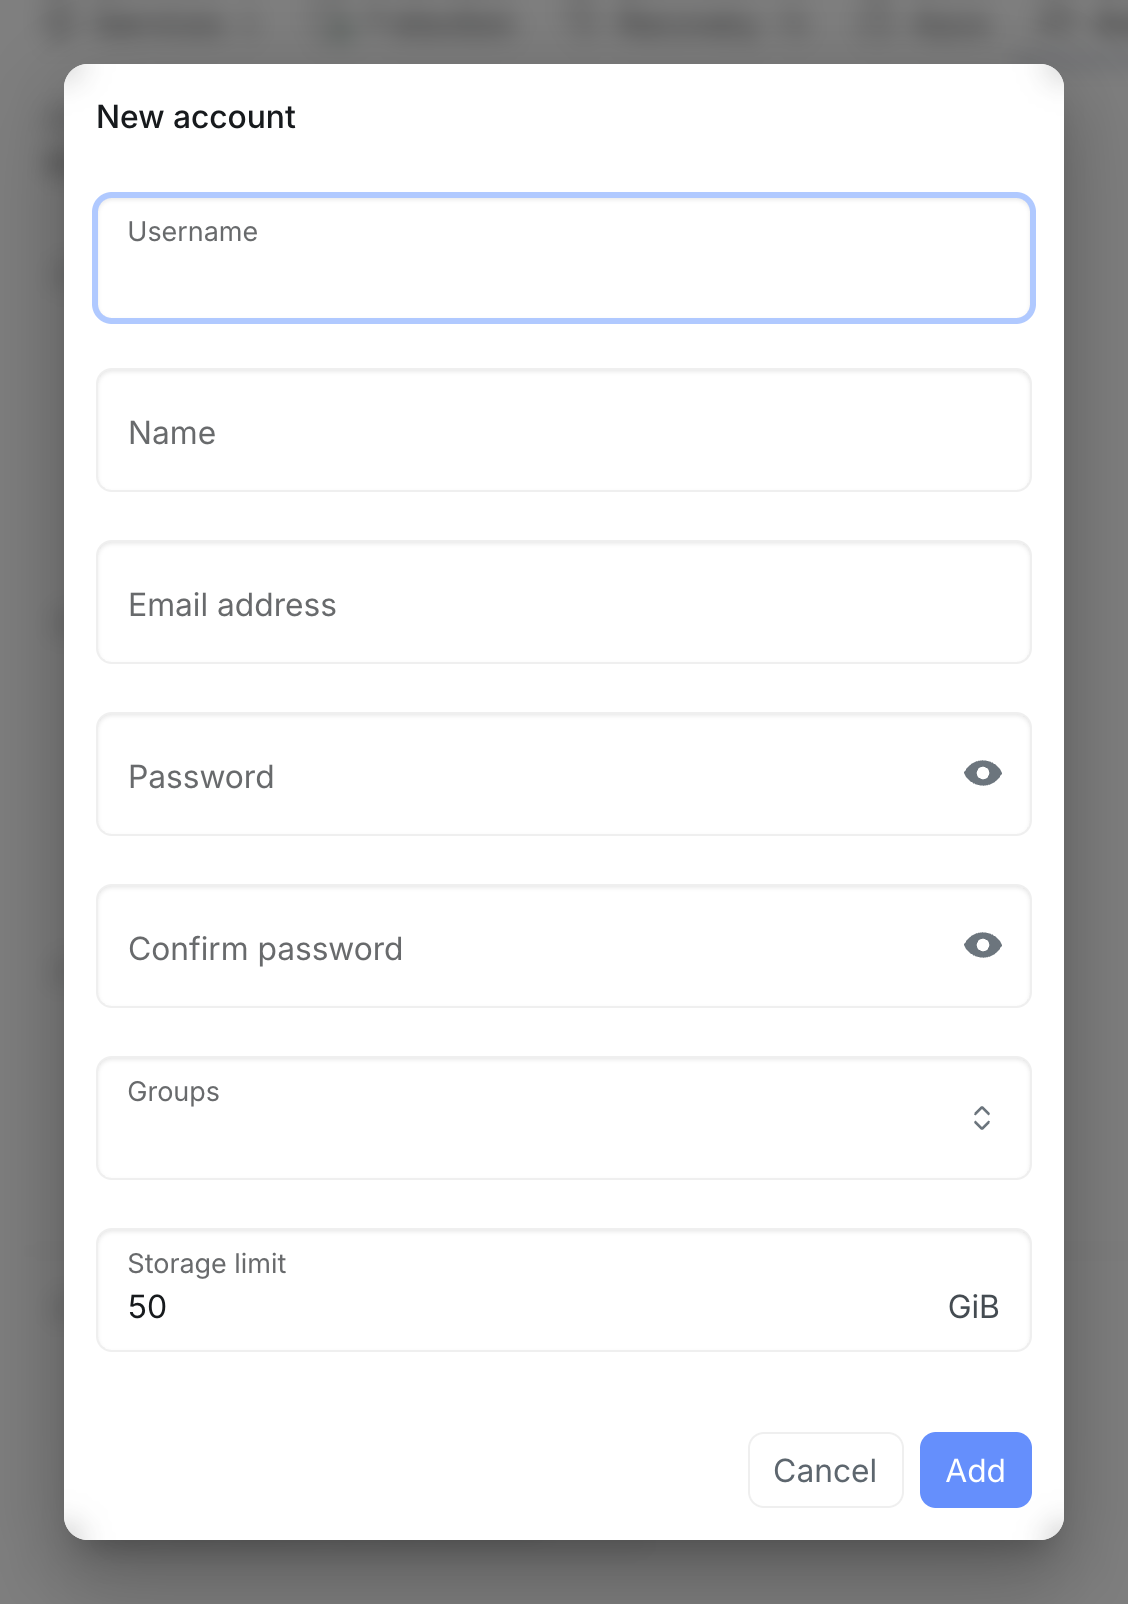 New account
Username
Name
Email address
Password
Confirm password
Groups
Storage limit
50 GiB
Cancel Add